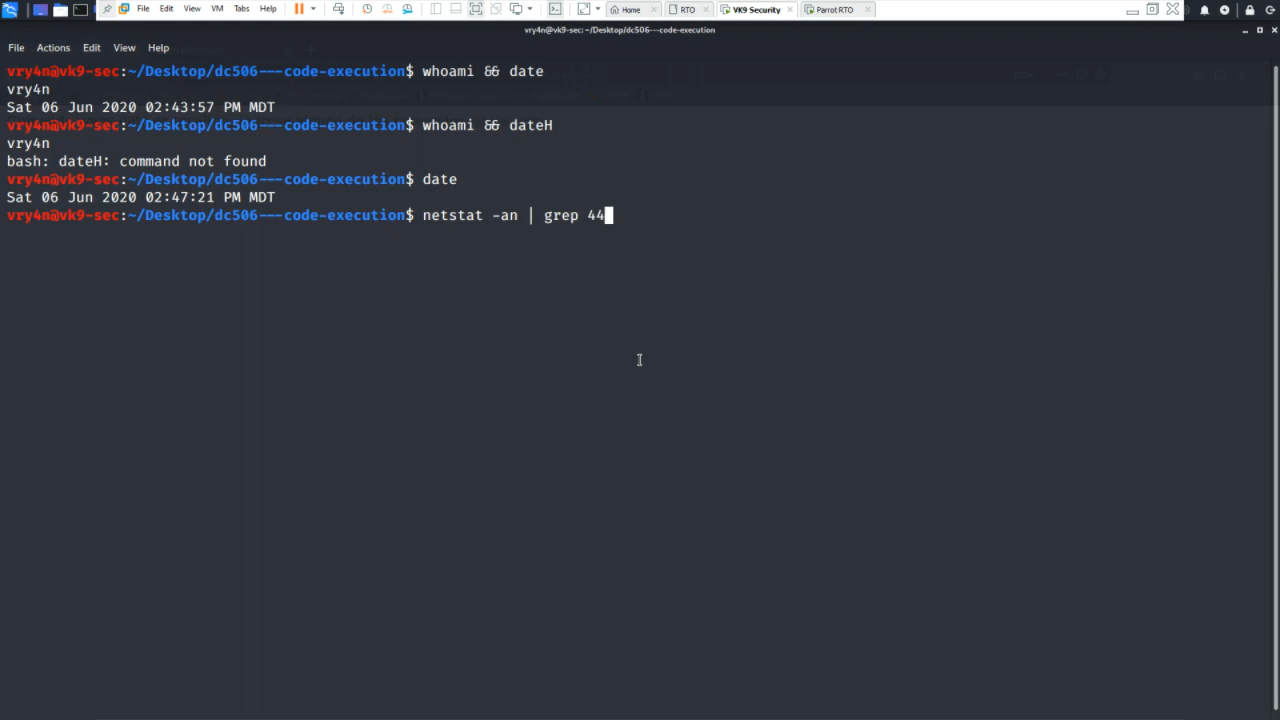 File Edit View VM Tabs Help Home RTO VK9 Security Parrot RTO
vry4n@vk9-sec: ~/Desktop/dc506---code-execution
File Actions Edit View Help
vry4n@vk9-sec:~/Desktop/dc506---code-execution$ whoami && date
vry4n
Sat 06 Jun 2020 02:43:57 PM MDT
vry4n@vk9-sec:~/Desktop/dc506---code-execution$ whoami && dateH
vry4n
bash: dateH: command not found
vry4n@vk9-sec:~/Desktop/dc506---code-execution$ date
Sat 06 Jun 2020 02:47:21 PM MDT
vry4n@vk9-sec:~/Desktop/dc506---code-execution$ netstat -an | grep 44